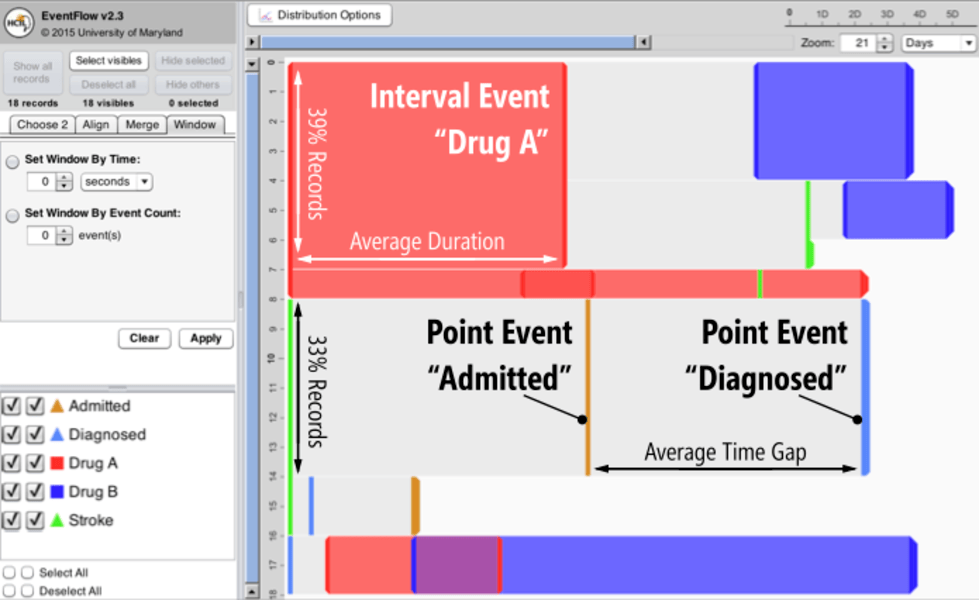 HCIL
EventFlow v2.3
© 2015 University of Maryland
Show all
records
Select visibles
Hide selected
Deselect all
Hide others
18 records 18 visibles 0 selected
Choose 2 Align Merge Window
Set Window By Time:
0 seconds
Set Window By Event Count:
0 event(s)
Clear Apply
Admitted
Diagnosed
Drug A
Drug B
Stroke
Select All
Deselect All
Distribution Options
0 1D 2D 3D 4D 5D
Zoom: 21 Days
0
1
2
3
4
5
6
7
8
9
10
11
12
13
14
15
16
17
18
39% Records
Interval Event
“Drug A”
Average Duration
33% Records
Point Event
“Admitted”
Point Event
“Diagnosed”
Average Time Gap